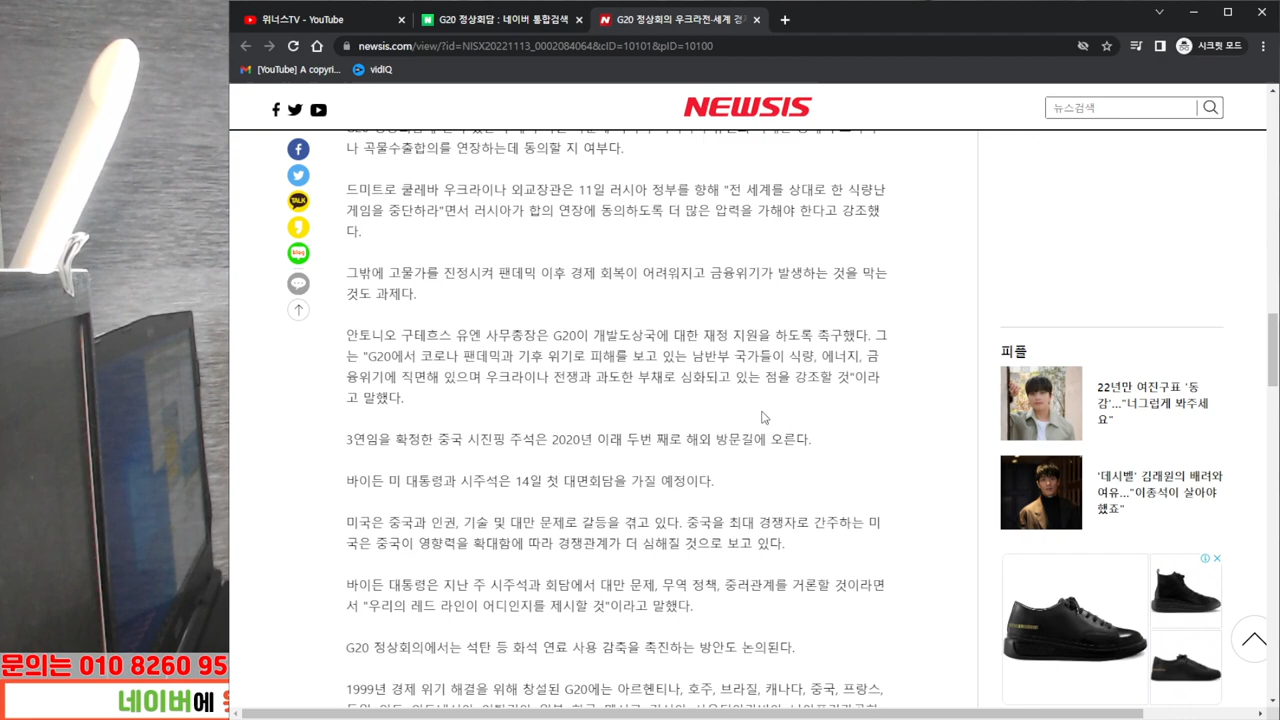 위너스TV - YouTube
G20 정상회담 : 네이버 통합검색
G20 정상회의 우크라전·세계 경
newsis.com/view/?id=NISX20221113_0002084064&cID=10101&pID=10100
시크릿 모드
[YouTube] A copyri...
vidIQ
NEWSIS
뉴스검색
나 곡물수출합의를 연장하는데 동의할 지 여부다.
드미트로 쿨레바 우크라이나 외교장관은 11일 러시아 정부를 향해 "전 세계를 상대로 한 식량난
게임을 중단하라"면서 러시아가 합의 연장에 동의하도록 더 많은 압력을 가해야 한다고 강조했
다.
그밖에 고물가를 진정시켜 팬데믹 이후 경제 회복이 어려워지고 금융위기가 발생하는 것을 막는
것도 과제다.
안토니오 구테흐스 유엔 사무총장은 G20이 개발도상국에 대한 재정 지원을 하도록 촉구했다. 그
는 "G20에서 코로나 팬데믹과 기후 위기로 피해를 보고 있는 남반부 국가들이 식량, 에너지, 금
융위기에 직면해 있으며 우크라이나 전쟁과 과도한 부채로 심화되고 있는 점을 강조할 것"이라
고 말했다.
3연임을 확정한 중국 시진핑 주석은 2020년 이래 두번 째로 해외 방문길에 오른다.
바이든 미 대통령과 시주석은 14일 첫 대면회담을 가질 예정이다.
미국은 중국과 인권, 기술 및 대만 문제로 갈등을 겪고 있다. 중국을 최대 경쟁자로 간주하는 미
국은 중국이 영향력을 확대함에 따라 경쟁관계가 더 심해질 것으로 보고 있다.
바이든 대통령은 지난 주 시주석과 회담에서 대만 문제, 무역 정책, 중러관계를 거론할 것이라면
서 "우리의 레드 라인이 어디인지를 제시할 것"이라고 말했다.
G20 정상회의에서는 석탄 등 화석 연료 사용 감축을 촉진하는 방안도 논의된다.
1999년 경제 위기 해결을 위해 창설된 G20에는 아르헨티나, 호주, 브라질, 캐나다, 중국, 프랑스,
TALK
blog
피플
22년만 여진구표 '동
감'..."너그럽게 봐주세
요"
'데시벨' 김래원의 배려와
여유..."이종석이 살아야
했죠"
문의는 010 8260 95
네이버에